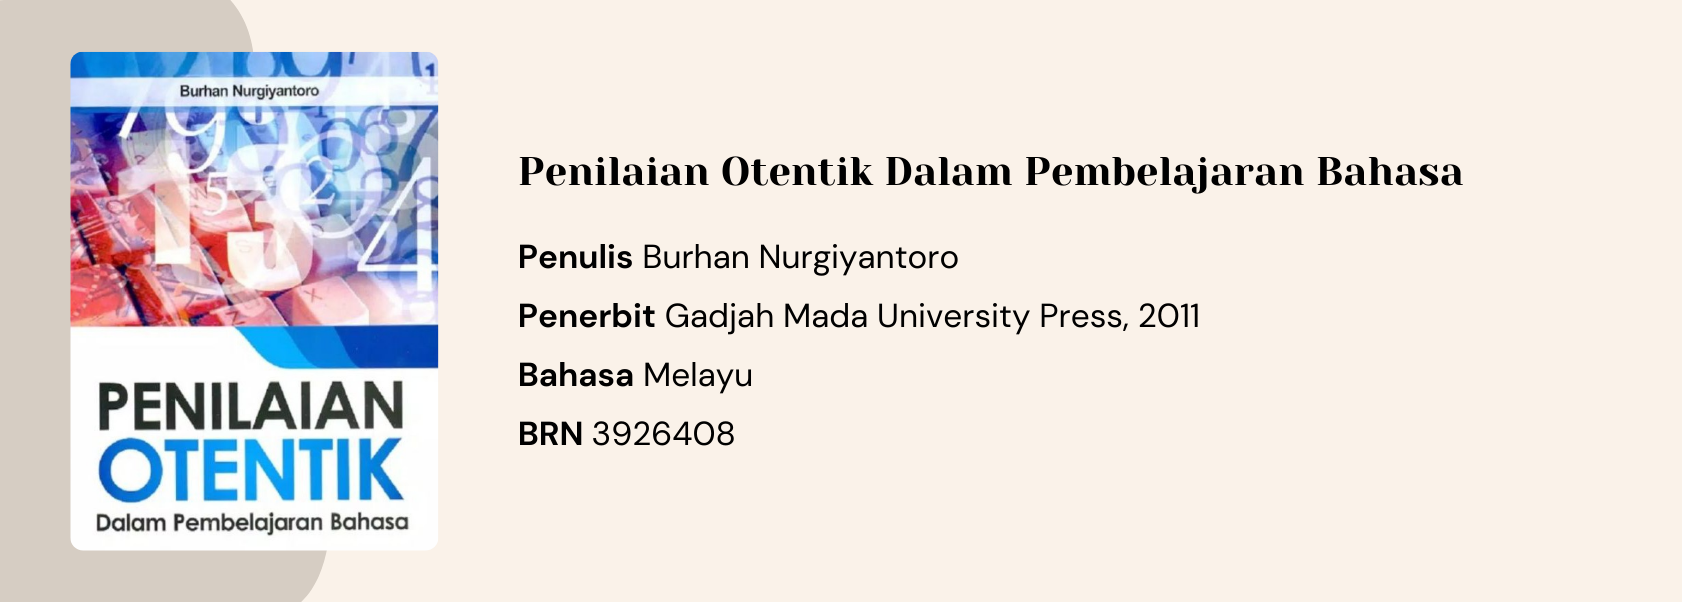 Burhan Nurgiyantoro
PENILAIAN
OTENTIK
Dalam Pembelajaran Bahasa
Penilaian Otentik Dalam Pembelajaran Bahasa
Penulis Burhan Nurgiyantoro
Penerbit Gadjah Mada University Press, 2011
Bahasa Melayu
BRN 3926408